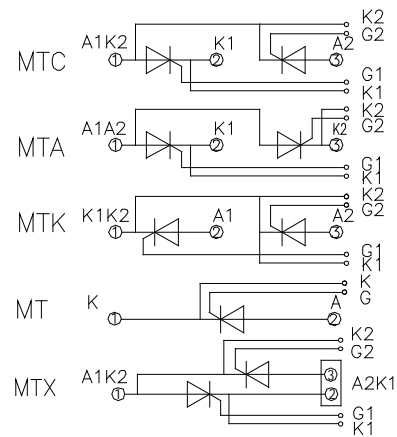 K2
G2
A1K2 K1 A2
MTC ① ② ③
G1
K1
K2
A1A2 K1 K2 G2
MTA ① ② ③
G1
K1
K2
G2
K1K2 A1 A2
MTK ① ② ③
G1
K1
K
G
K A
MT ① ②
K2
G2
A1K2 ③ A2K1
MTX ① ②
G1
K1